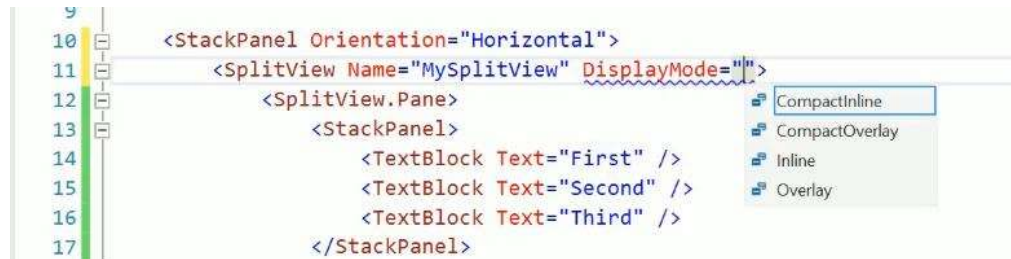 9
10 <StackPanel Orientation="Horizontal">
11 <SplitView Name="MySplitView" DisplayMode="">
12 <SplitView.Pane>
CompactInline
13 <StackPanel>
CompactOverlay
14 <TextBlock Text="First" />
Inline
15 <TextBlock Text="Second" />
Overlay
16 <TextBlock Text="Third" />
17 </StackPanel>